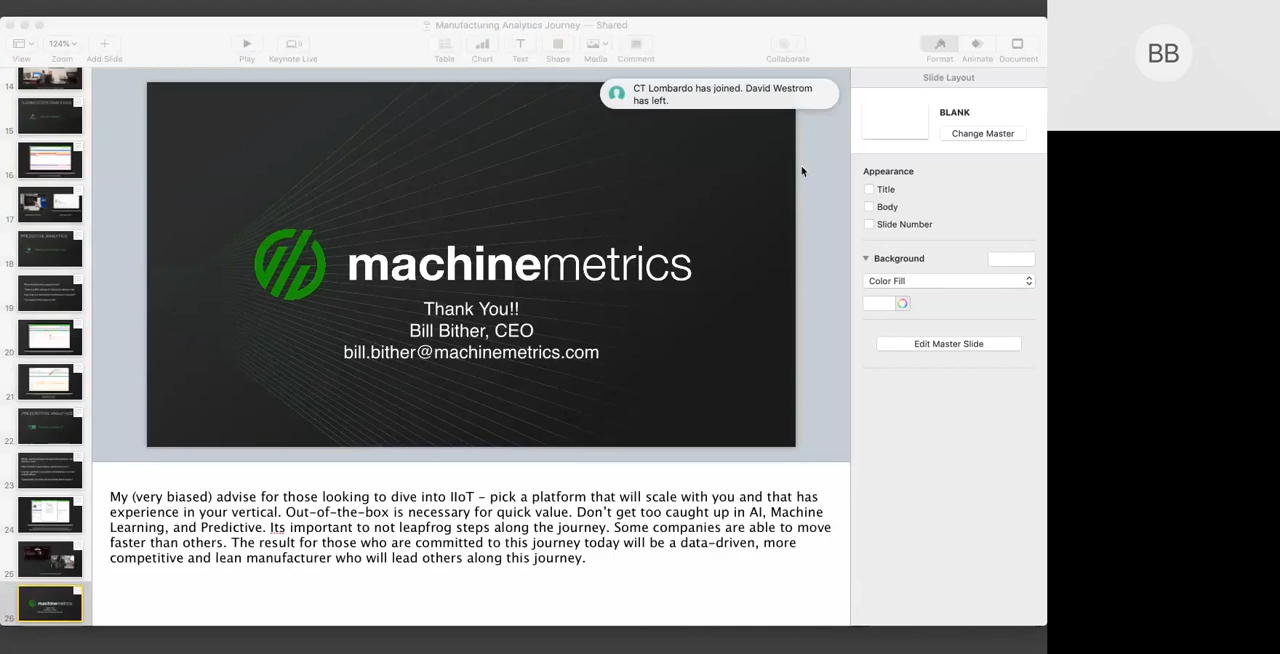 Manufacturing Analytics Journey — Shared
124%
View
Zoom
Add Slide
Play
Keynote Live
Table
Chart
Text
Shape
Media
Comment
Collaborate
Format
Animate
Document
BB
Slide Layout
CT Lombardo has joined. David Westrom
has left.
BLANK
Change Master
Appearance
Title
Body
Slide Number
Background
Color Fill
Edit Master Slide
14
15
16
17
18
19
20
21
22
23
24
25
26
machinemetrics
Thank You!!
Bill Bither, CEO
bill.bither@machinemetrics.com
My (very biased) advise for those looking to dive into IIoT – pick a platform that will scale with you and that has
experience in your vertical. Out-of-the-box is necessary for quick value. Don't get too caught up in AI, Machine
Learning, and Predictive. Its important to not leapfrog steps along the journey. Some companies are able to move
faster than others. The result for those who are committed to this journey today will be a data-driven, more
competitive and lean manufacturer who will lead others along this journey.